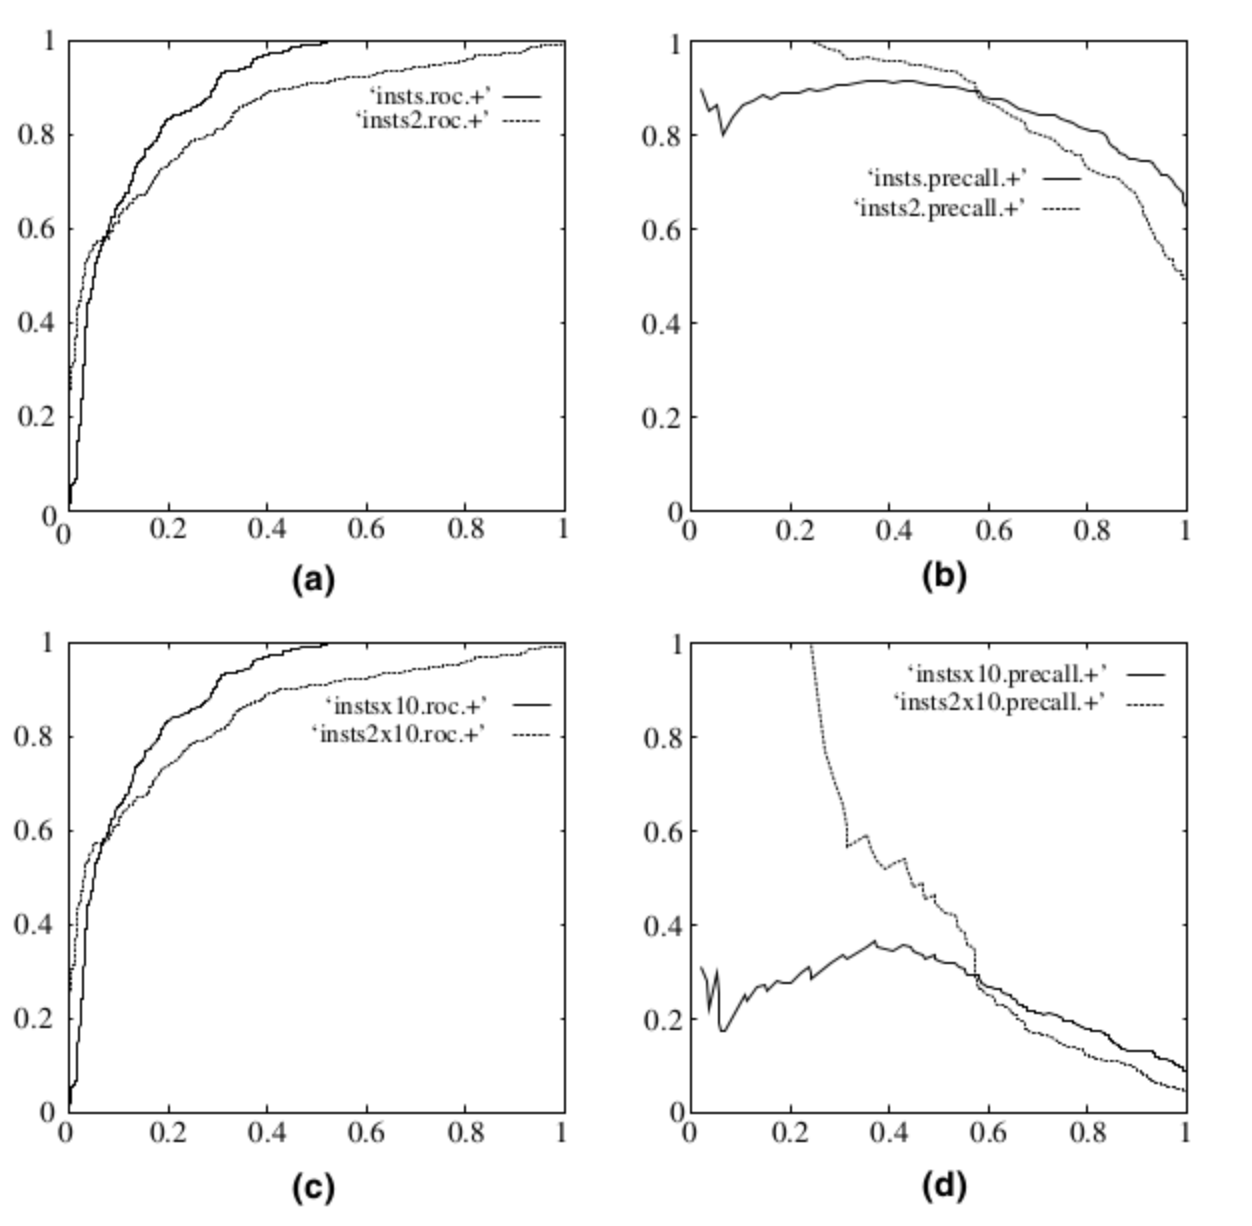 1
0.8
0.6
0.4
0.2
0
0 0.2 0.4 0.6 0.8 1
‘insts.roc.+’
‘insts2.roc.+’
(a)
1
0.8
0.6
0.4
0.2
0
0 0.2 0.4 0.6 0.8 1
‘insts.precall.+’
‘insts2.precall.+’
(b)
1
0.8
0.6
0.4
0.2
0
0 0.2 0.4 0.6 0.8 1
‘instsx10.roc.+’
‘insts2x10.roc.+’
(c)
1
0.8
0.6
0.4
0.2
0
0 0.2 0.4 0.6 0.8 1
‘instsx10.precall.+’
‘insts2x10.precall.+’
(d)